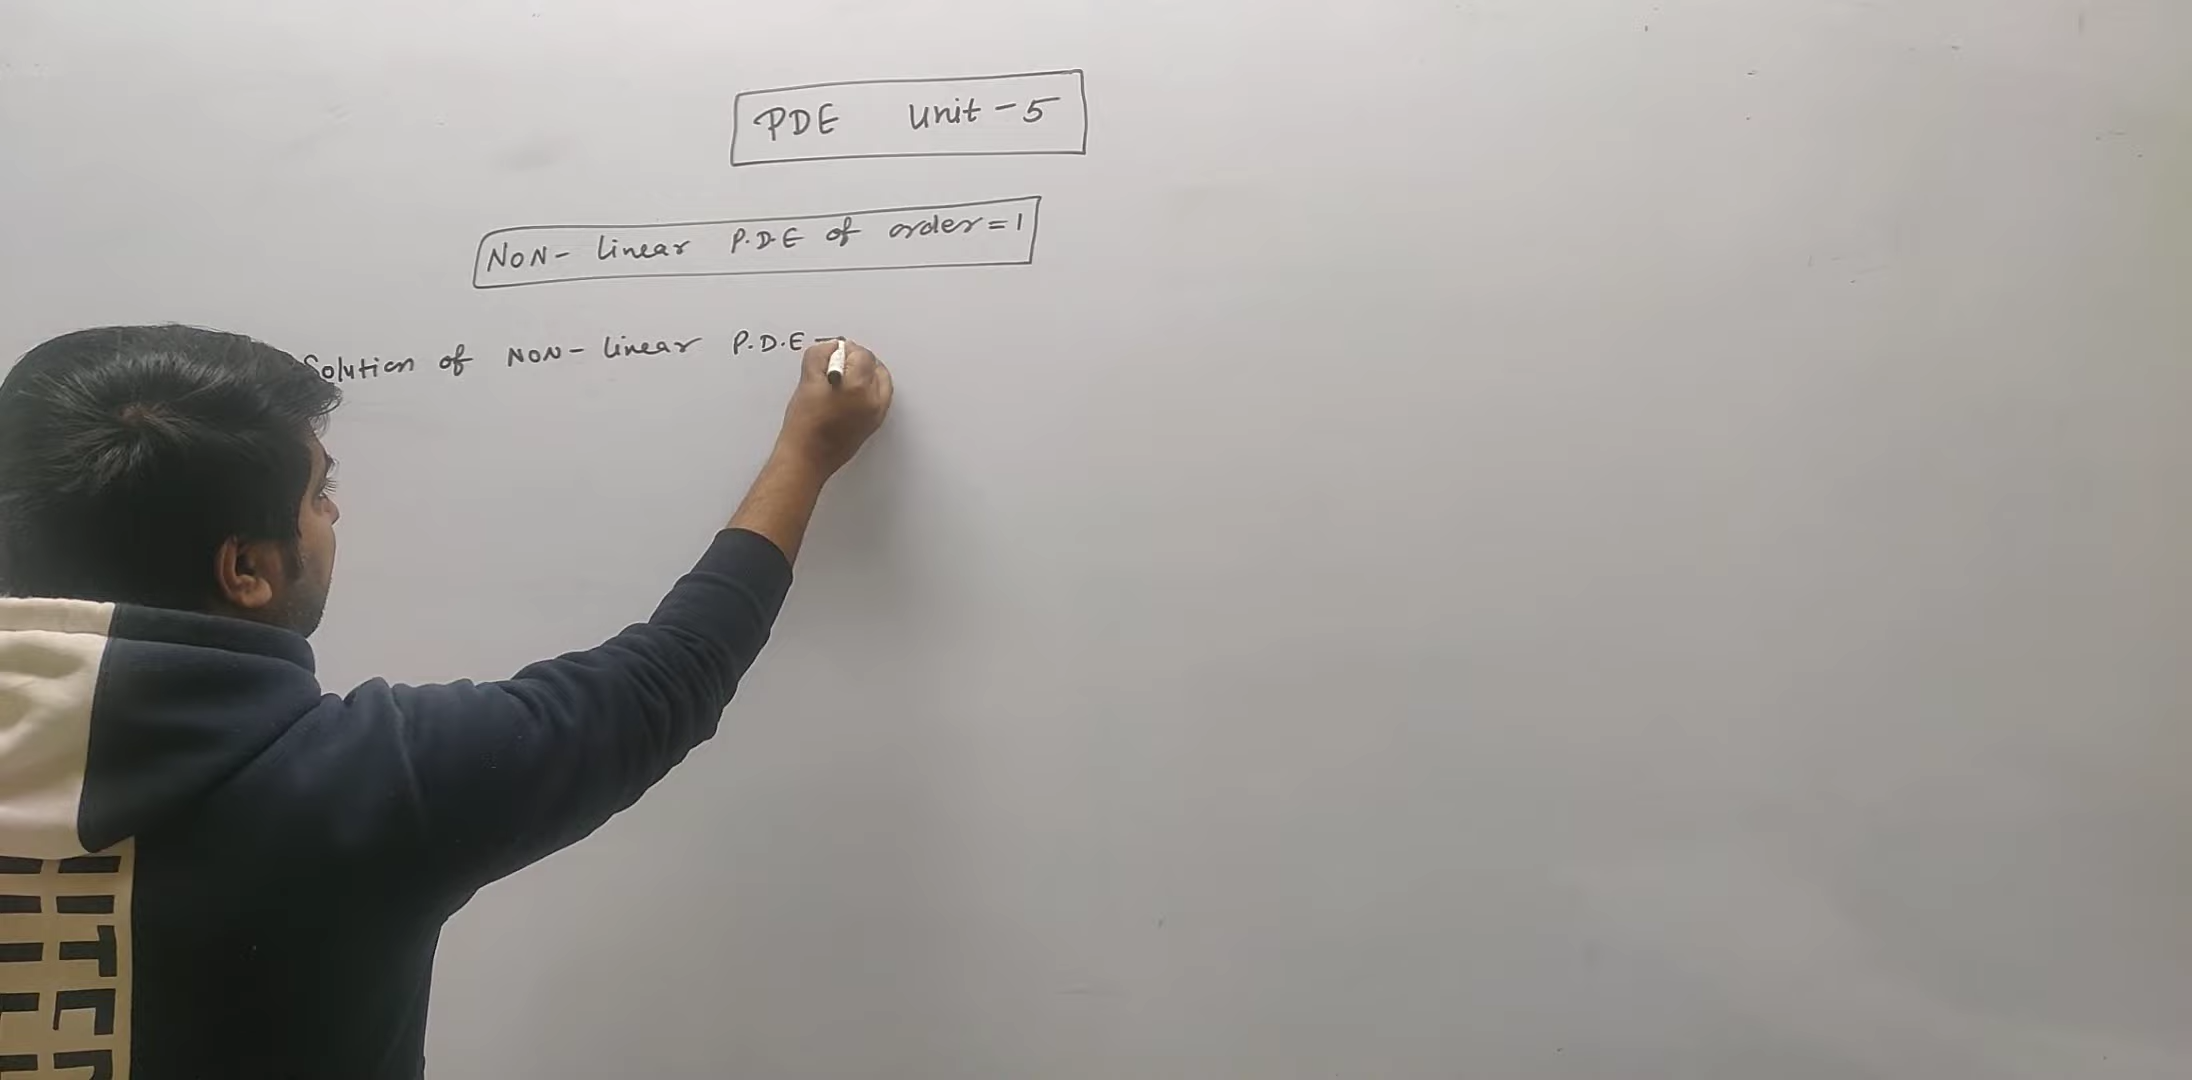 PDE Unit - 5
NON- linear P.D.E of order = 1
Solution of NON- linear P.D.E -